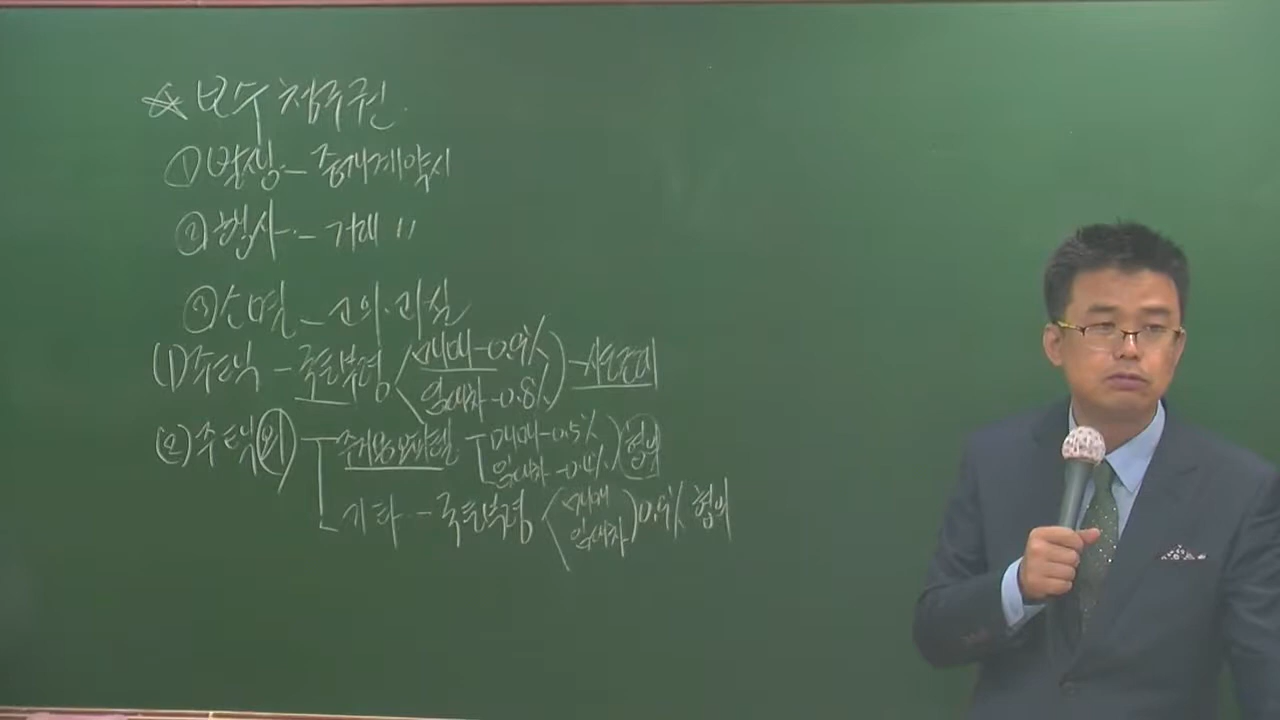 ☆ 보수청구권.
① 발생 - 중개계약시
② 행사 - 거래 〃
③ 소멸 - 고의·과실
(1) 주택 - 국토부령 매매 - 0.9% 임대차 - 0.8% - 시·도조례
(2) 주택외 주거용오피스텔 매매 - 0.5% 임대차 - 0.4% 협의
기타 - 국토부령 매매 임대차 0.9% 협의